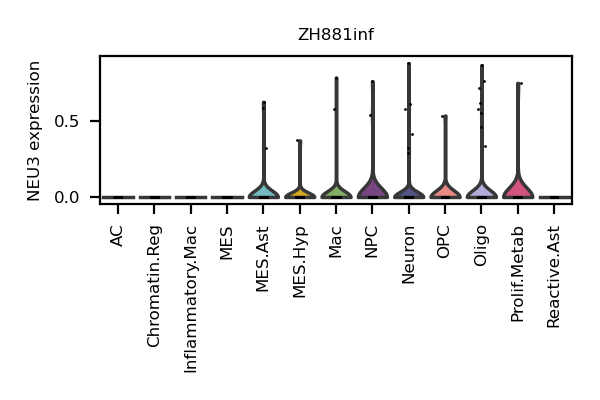 ZH881inf
NEU3 expression
0.5
0.0
AC
Chromatin.Reg
Inflammatory.Mac
MES
MES.Ast
MES.Hyp
Mac
NPC
Neuron
OPC
Oligo
Prolif.Metab
Reactive.Ast